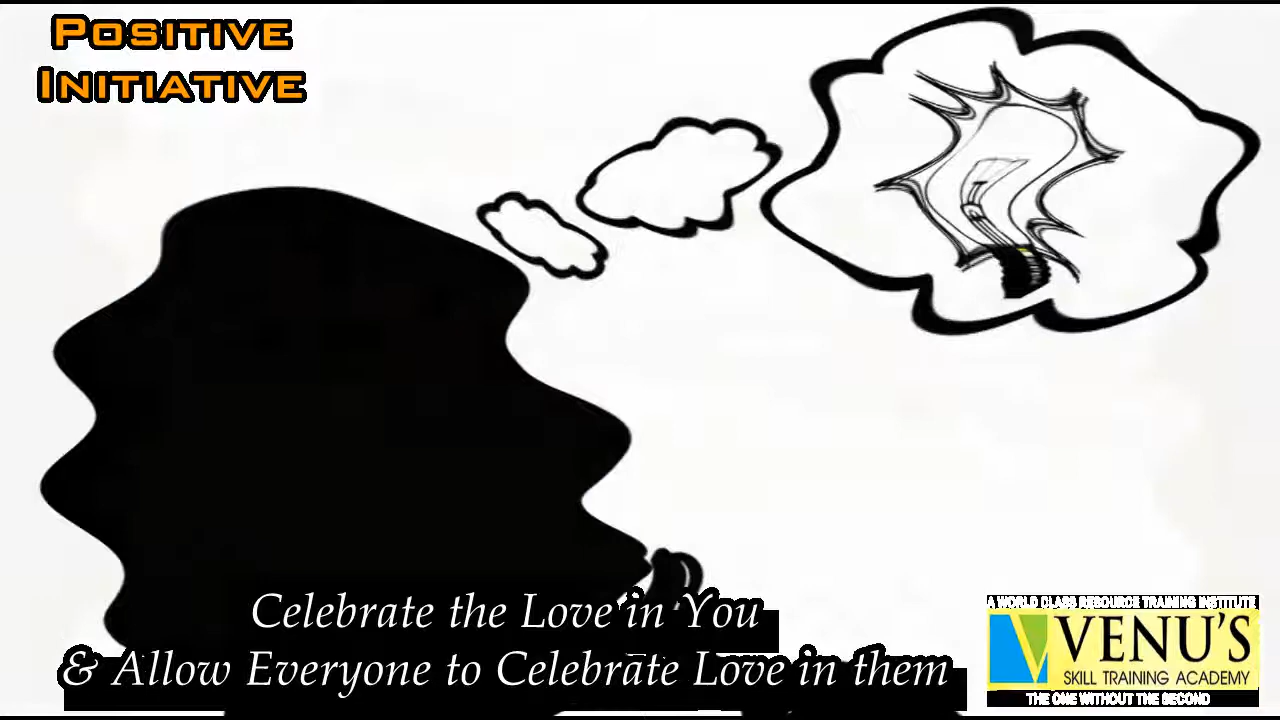 Positive
Initiative
Celebrate the Love in You
& Allow Everyone to Celebrate Love in them
A WORLD CLASS RESOURCE TRAINING INSTITUTE
VENU'S
SKILL TRAINING ACADEMY
THE ONE WITHOUT THE SECOND